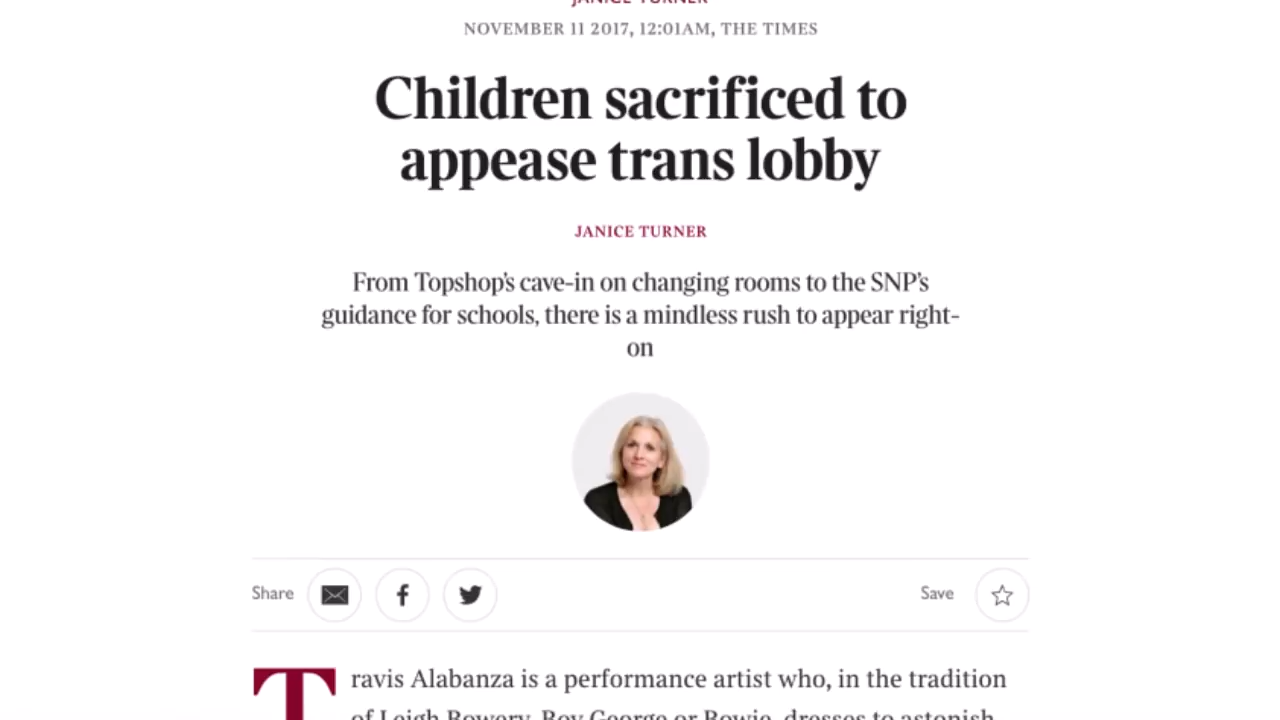 JANICE TURNER
NOVEMBER 11 2017, 12:01AM, THE TIMES
Children sacrificed to
appease trans lobby
JANICE TURNER
From Topshop's cave-in on changing rooms to the SNP's
guidance for schools, there is a mindless rush to appear right-
on
Share
Save
Travis Alabanza is a performance artist who, in the tradition
of Leigh Bowery, Boy George or Bowie, dresses to astonish.